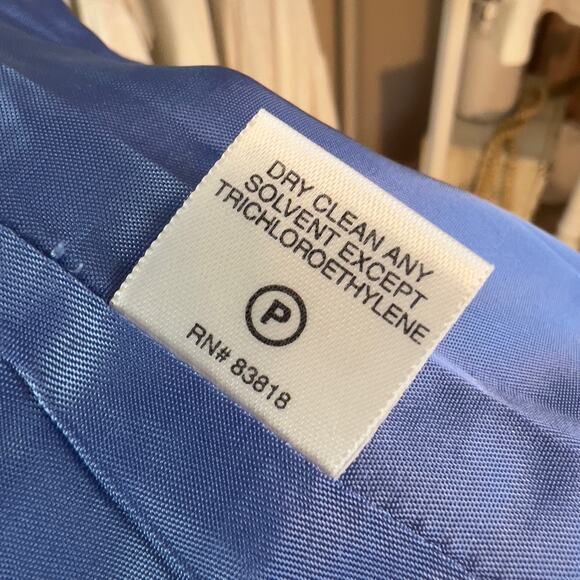 DRY CLEAN ANY
SOLVENT EXCEPT
TRICHLOROETHYLENE
P
RN# 83818